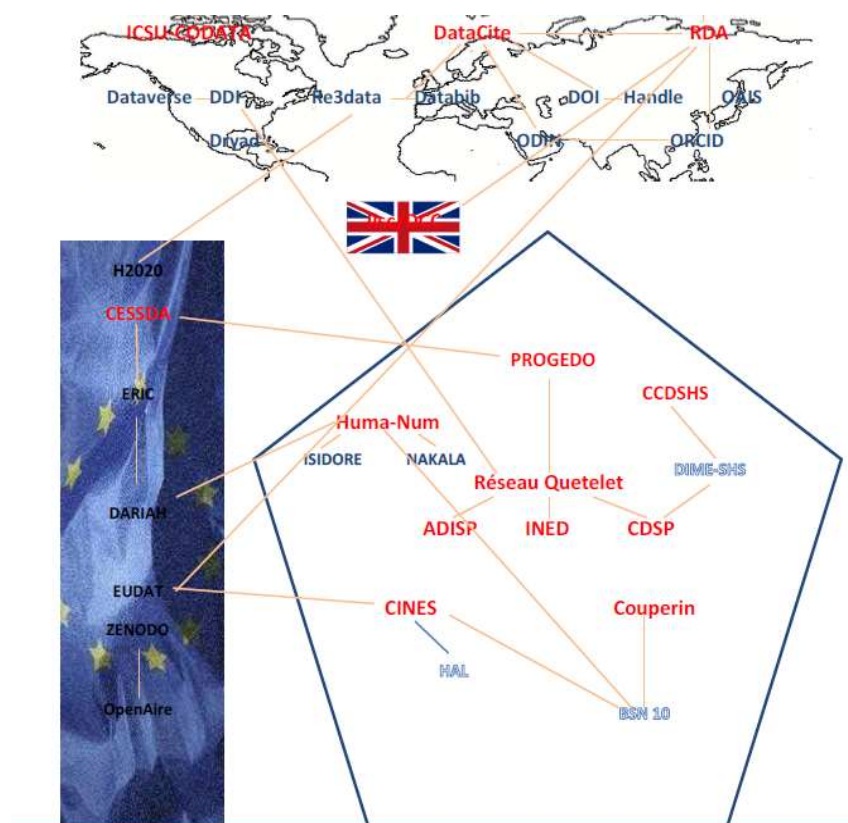 ICSU-CODATA DataCite RDA
Dataverse DDI Re3data Databib DOI Handle OAIS
Dryad ODIN ORCID
H2020
CESSDA
PROGEDO
ERIC
CCDSHS
Huma-Num
ISIDORE NAKALA
DIME-SHS
Réseau Quetelet
DARIAH
ADISP INED CDSP
EUDAT
CINES Couperin
ZENODO
HAL
OpenAire
BSN 10